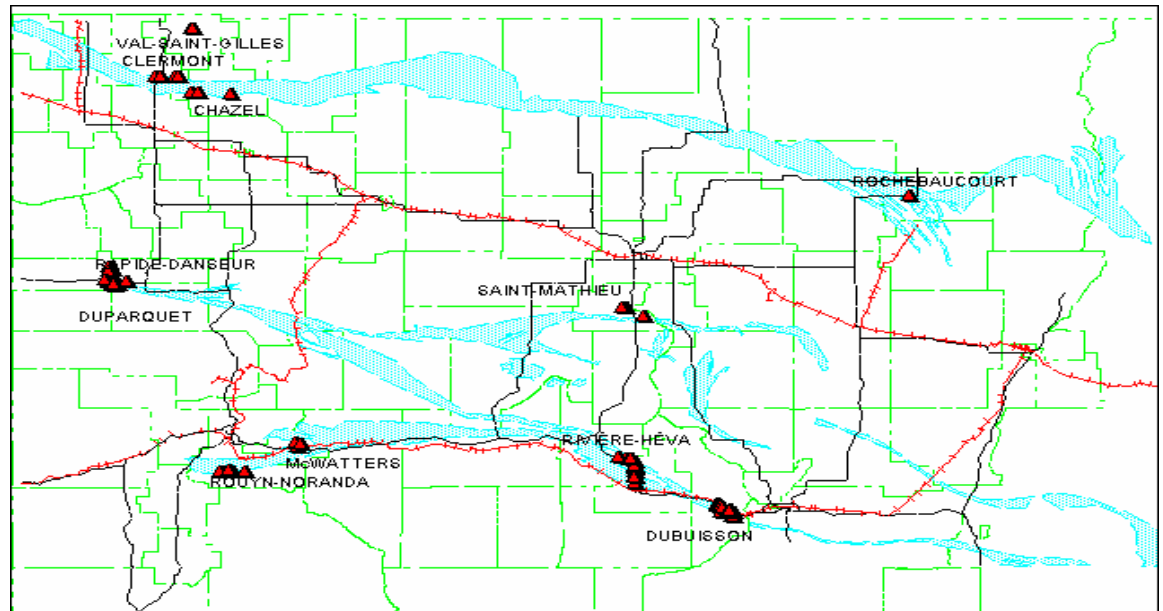 VAL-SAINT-GILLES
CLERMONT
CHAZEL
ROCHEBAUCOURT
RAPIDE-DANSEUR
SAINT-MATHIEU
DUPARQUET
RIVIÈRE-HÉVA
McWATTERS
ROUYN-NORANDA
DUBUISSON